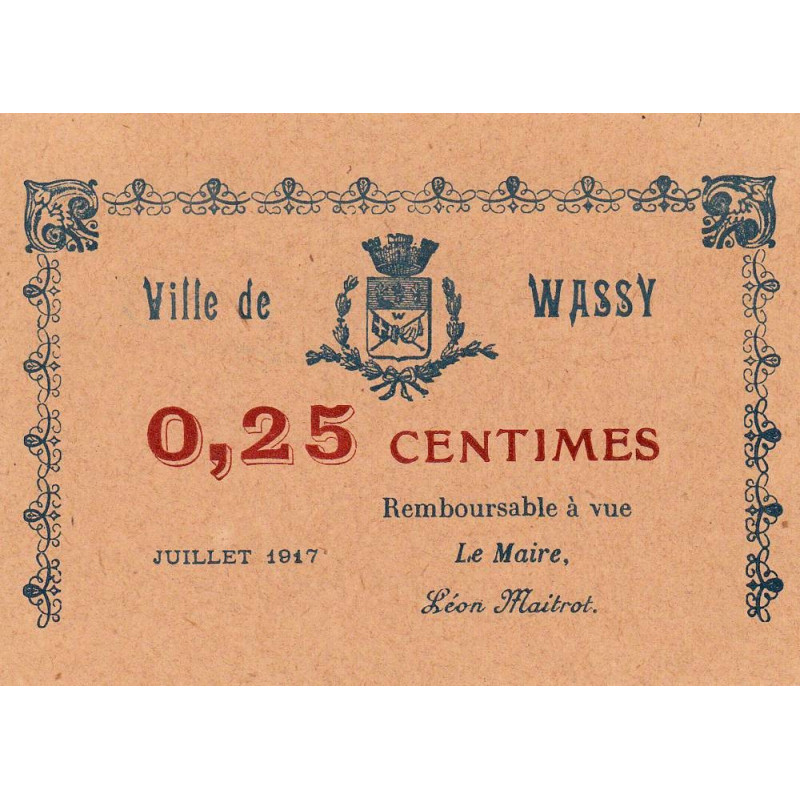 Ville de WASSY
W
0,25 CENTIMES
Remboursable à vue
JUILLET 1917 Le Maire,
Léon Maitrot.